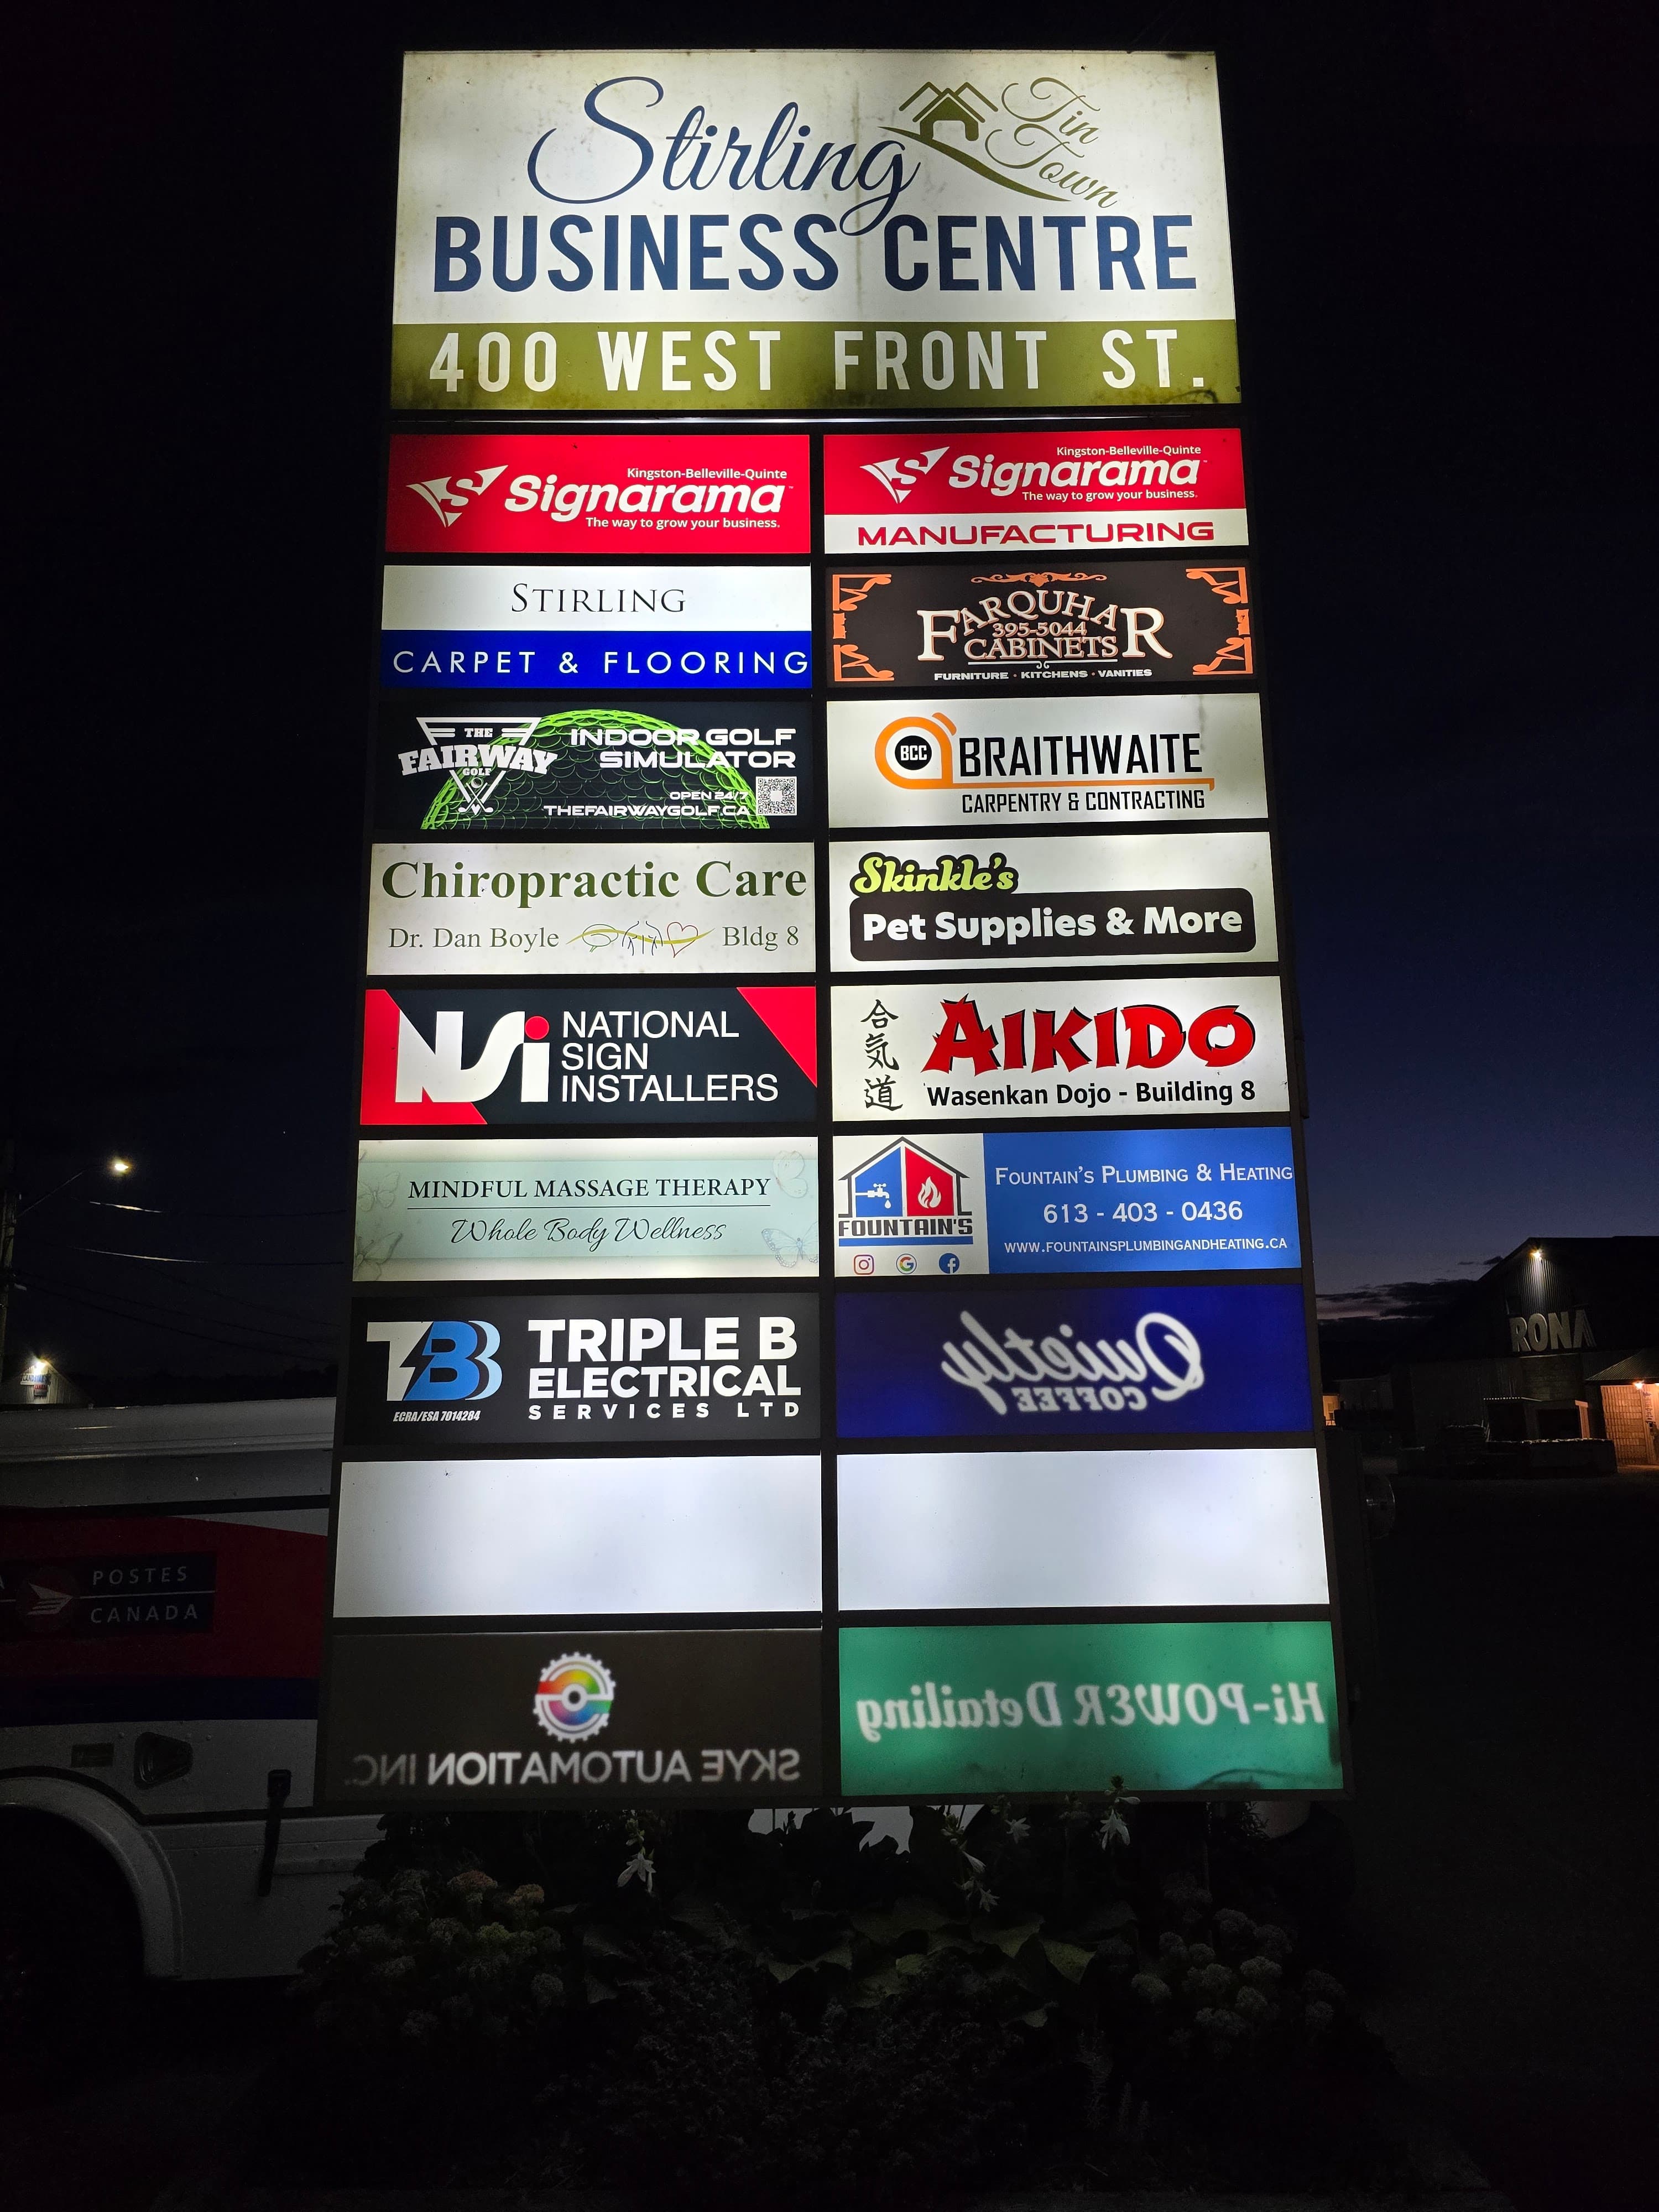 Stirling
Tin
Town
BUSINESS CENTRE
400 WEST FRONT ST.
Kingston-Belleville-Quinte
Signarama
The way to grow your business.
Kingston-Belleville-Quinte
Signarama
The way to grow your business.
MANUFACTURING
STIRLING
CARPET & FLOORING
FARQUHAR
395-5044
CABINETS
FURNITURE · KITCHENS · VANITIES
THE
FAIRWAY
GOLF
INDOOR GOLF
SIMULATOR
OPEN 24/7
THEFAIRWAYGOLF.CA
BCC
BRAITHWAITE
CARPENTRY & CONTRACTING
Chiropractic Care
Dr. Dan Boyle Bldg 8
Skinkle's
Pet Supplies & More
NSi
NATIONAL
SIGN
INSTALLERS
合気道
AIKIDO
Wasenkan Dojo - Building 8
MINDFUL MASSAGE THERAPY
Whole Body Wellness
FOUNTAIN'S
FOUNTAIN'S PLUMBING & HEATING
613 - 403 - 0436
WWW.FOUNTAINSPLUMBINGANDHEATING.CA
TBB
ECRA/ESA 7014284
TRIPLE B
ELECTRICAL
SERVICES LTD
Quietly
COFFEE
SKYE AUTOMATION INC.
Hi-POWER Detailing
POSTES
CANADA
RONA